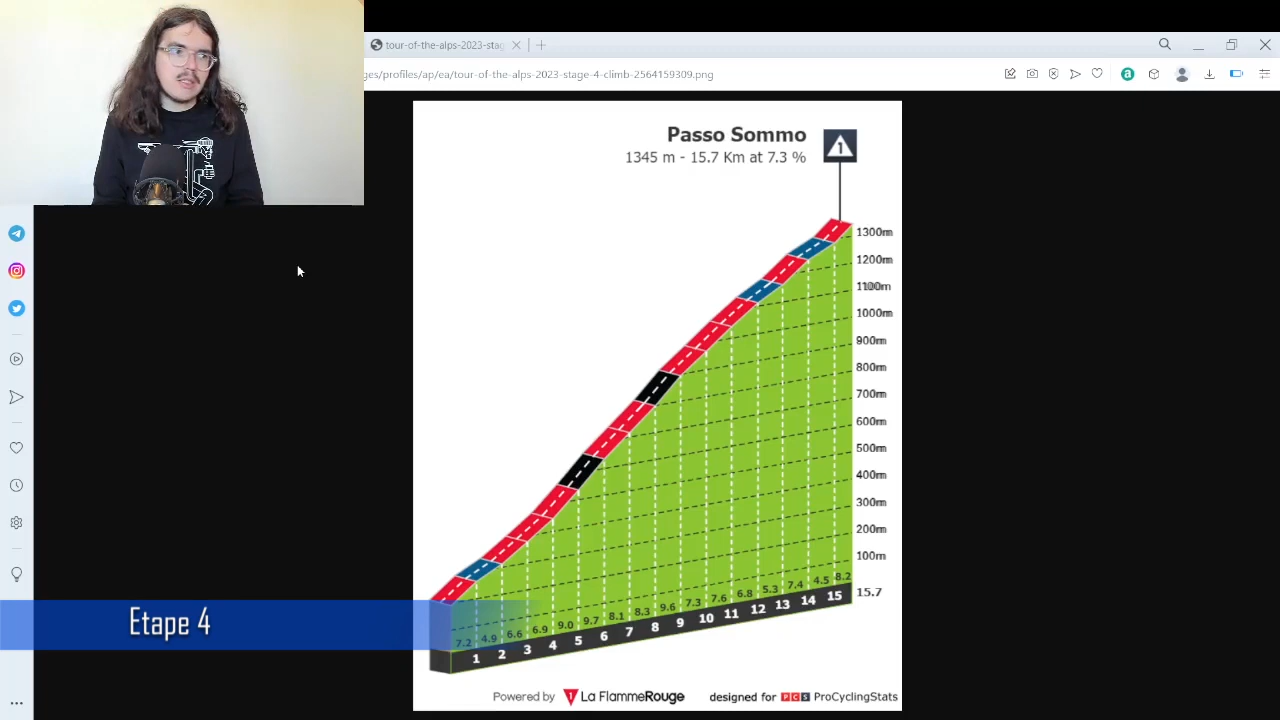 tour-of-the-alps-2023-stag
ges/profiles/ap/ea/tour-of-the-alps-2023-stage-4-climb-2564159309.png
Passo Sommo
1345 m - 15.7 Km at 7.3 %
1
1300m
1200m
1100m
1000m
900m
800m
700m
600m
500m
400m
300m
200m
100m
15.7
7.2 4.9 6.6 6.9 9.0 9.7 8.1 8.3 9.6 7.3 7.6 6.8 5.3 7.4 4.5 8.2
1 2 3 4 5 6 7 8 9 10 11 12 13 14 15
Etape 4
Powered by 1 La FlammeRouge designed for PCS ProCyclingStats